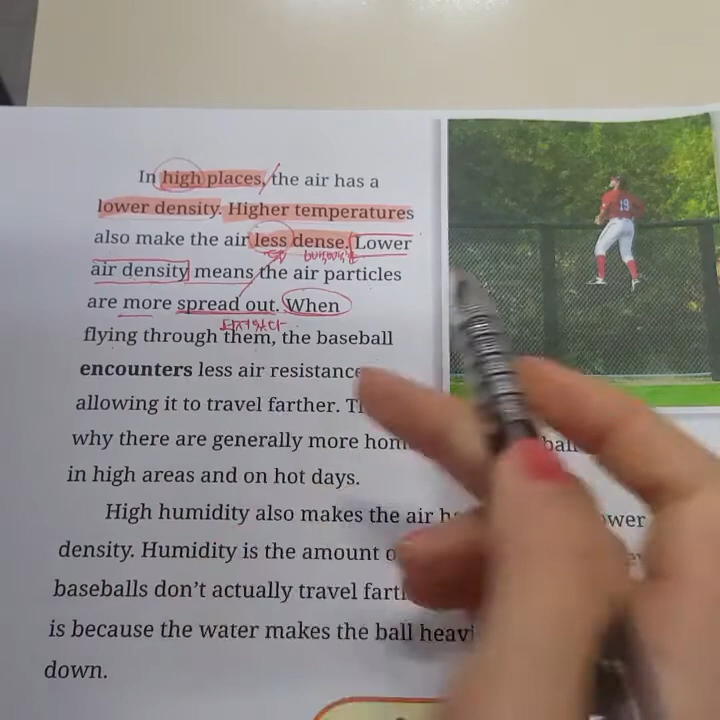 In high places, the air has a
lower density. Higher temperatures
also make the air less dense. Lower
air density means the air particles
are more spread out. When
flying through them, the baseball
encounters less air resistance
allowing it to travel farther.
why there are generally more
in high areas and on hot days.
High humidity also makes the air
density. Humidity is the amount
baseballs don't actually travel
is because the water makes the ball
down.
19